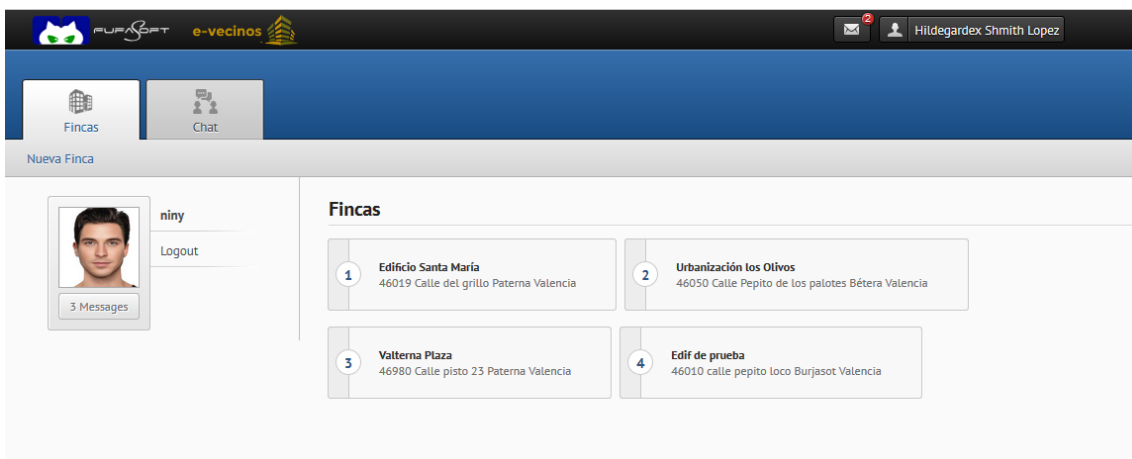 FUFASOFT e-vecinos
2
Hildegardex Shmith Lopez
Fincas
Chat
Nueva Finca
niny
Logout
3 Messages
Fincas
1
Edificio Santa María
46019 Calle del grillo Paterna Valencia
2
Urbanización los Olivos
46050 Calle Pepito de los palotes Bétera Valencia
3
Valterna Plaza
46980 Calle pisto 23 Paterna Valencia
4
Edif de prueba
46010 calle pepito loco Burjasot Valencia